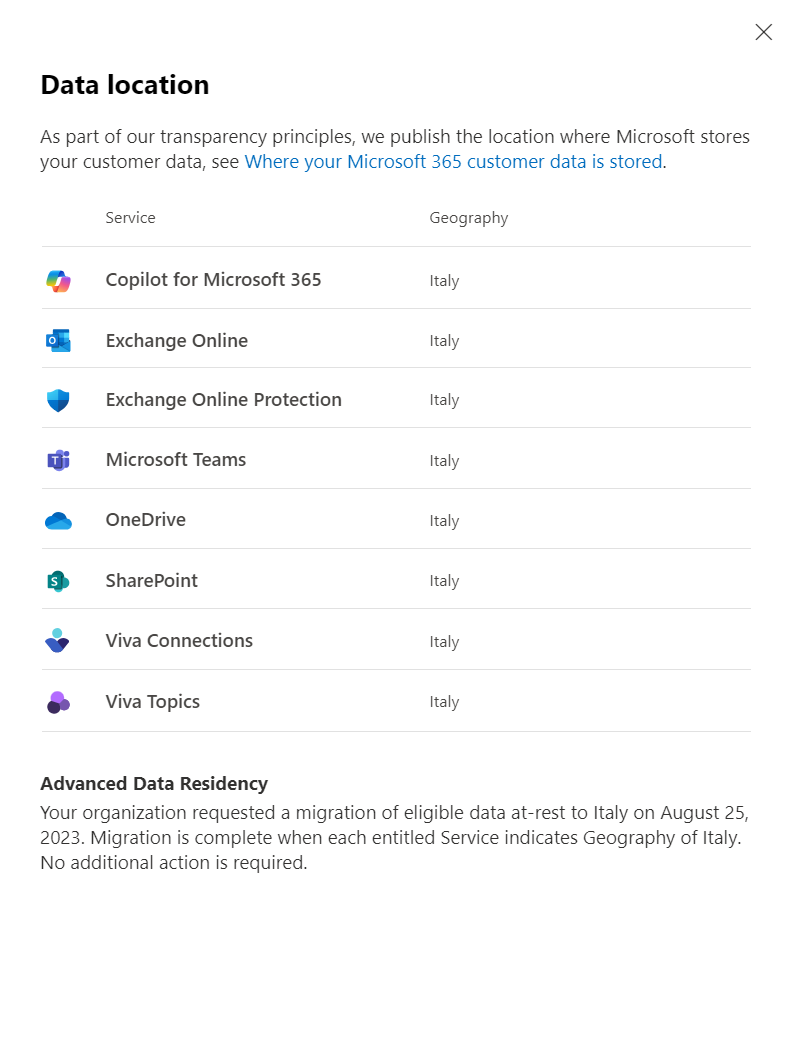 Data location
As part of our transparency principles, we publish the location where Microsoft stores
your customer data, see Where your Microsoft 365 customer data is stored.
Service Geography
Copilot for Microsoft 365 Italy
Exchange Online Italy
Exchange Online Protection Italy
Microsoft Teams Italy
OneDrive Italy
SharePoint Italy
Viva Connections Italy
Viva Topics Italy
Advanced Data Residency
Your organization requested a migration of eligible data at-rest to Italy on August 25,
2023. Migration is complete when each entitled Service indicates Geography of Italy.
No additional action is required.